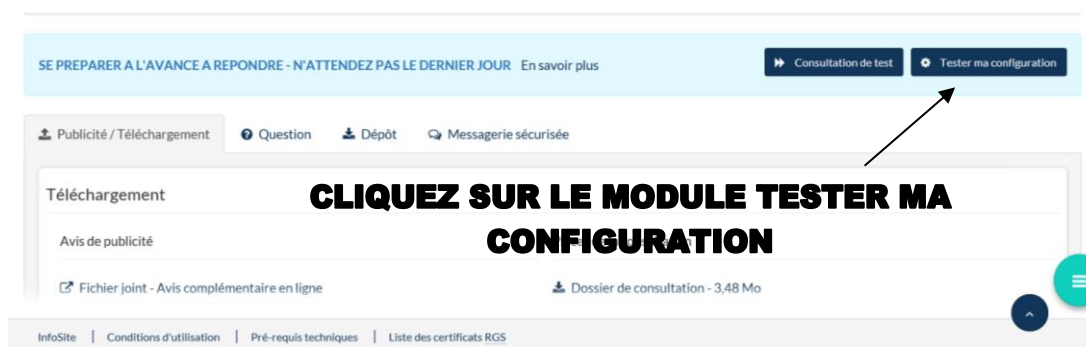 SE PREPARER A L'AVANCE A REPONDRE - N'ATTENDEZ PAS LE DERNIER JOUR En savoir plus
Consultation de test
Tester ma configuration
Publicité / Téléchargement
Question
Dépôt
Messagerie sécurisée
Téléchargement
CLIQUEZ SUR LE MODULE TESTER MA
CONFIGURATION
Avis de publicité
Fichier joint - Avis complémentaire en ligne
Dossier de consultation - 3,48 Mo
InfoSite | Conditions d'utilisation | Pré-requis techniques | Liste des certificats RGS